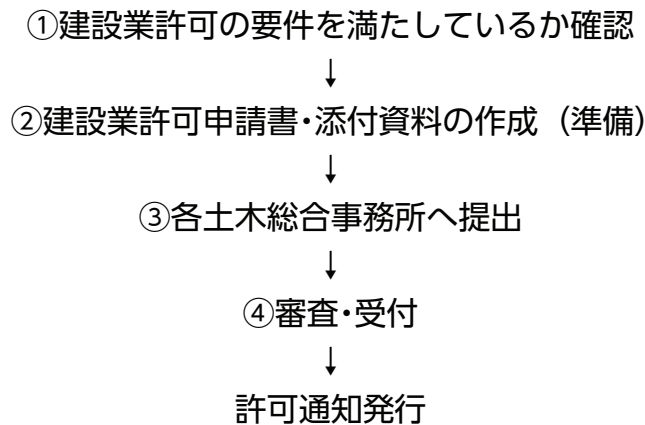 ①建設業許可の要件を満たしているか確認
↓
②建設業許可申請書･添付資料の作成（準備）
↓
③各土木総合事務所へ提出
↓
④審査･受付
↓
許可通知発行